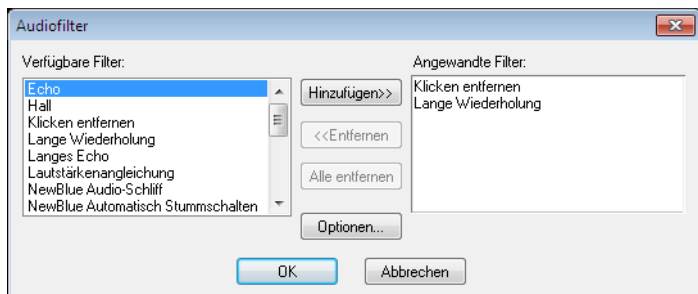 Audiofilter
Verfügbare Filter:
Echo
Hall
Klicken entfernen
Lange Wiederholung
Langes Echo
Lautstärkenangleichung
NewBlue Audio-Schliff
NewBlue Automatisch Stummschalten
Hinzufügen>>
<<Entfernen
Alle entfernen
Optionen...
Angewandte Filter:
Klicken entfernen
Lange Wiederholung
OK
Abbrechen